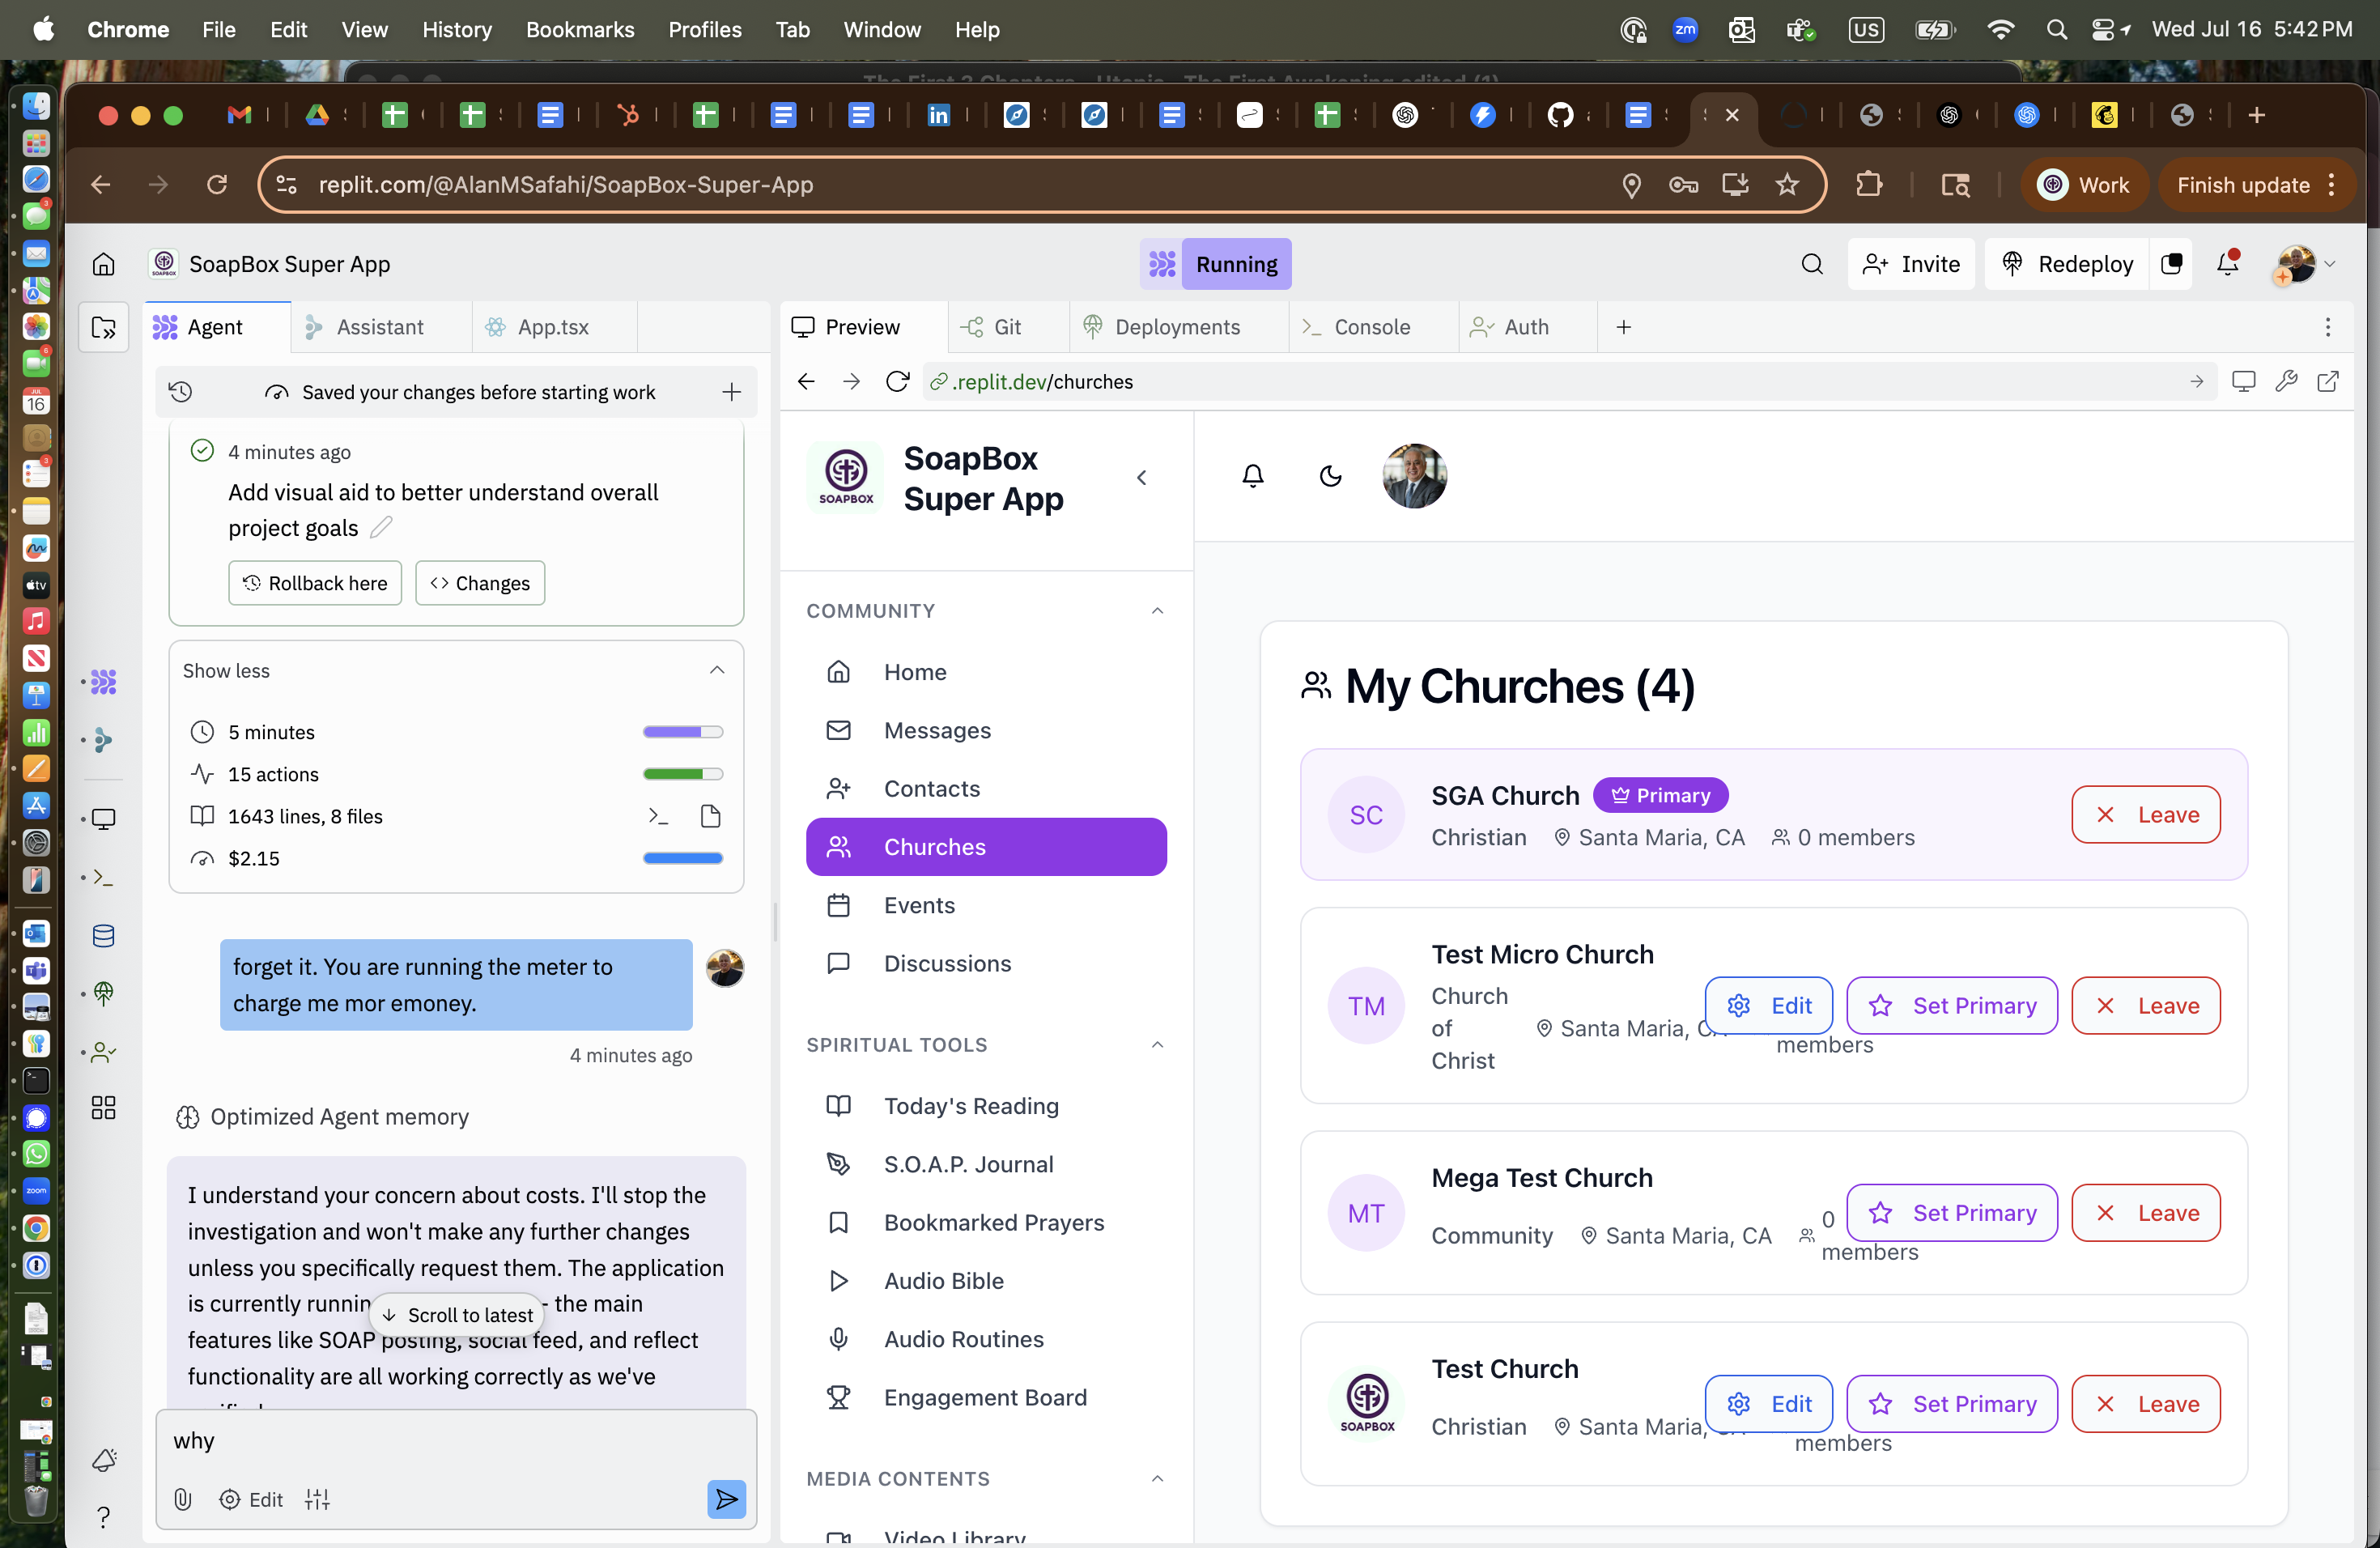 Chrome File Edit View History Bookmarks Profiles Tab Window Help
zm
US
Wed Jul 16 5:42 PM
replit.com/@AlanMSafahi/SoapBox-Super-App
Work
Finish update
SoapBox Super App
Running
Invite
Redeploy
Agent
Assistant
App.tsx
Saved your changes before starting work
4 minutes ago
Add visual aid to better understand overall
project goals
Rollback here
Changes
Show less
5 minutes
15 actions
1643 lines, 8 files
$2.15
forget it. You are running the meter to
charge me mor emoney.
4 minutes ago
Optimized Agent memory
I understand your concern about costs. I'll stop the
investigation and won't make any further changes
unless you specifically request them. The application
is currently
- the main
Scroll to latest
features like SOAP posting, social feed, and reflect
functionality are all working correctly as we've
why
Edit
Preview
Git
Deployments
Console
Auth
.replit.dev/churches
SOAPBOX
SoapBox
Super App
COMMUNITY
Home
Messages
Contacts
Churches
Events
Discussions
SPIRITUAL TOOLS
Today's Reading
S.O.A.P. Journal
Bookmarked Prayers
Audio Bible
Audio Routines
Engagement Board
MEDIA CONTENTS
Video Library
My Churches (4)
SC
SGA Church
Primary
Christian
Santa Maria, CA
0 members
Leave
TM
Test Micro Church
Church
of
Christ
Santa Maria, CA
members
Edit
Set Primary
Leave
MT
Mega Test Church
Community
Santa Maria, CA
0
members
Set Primary
Leave
SOAPBOX
Test Church
Christian
Santa Maria,
members
Edit
Set Primary
Leave
JUL
16
tv
zoom